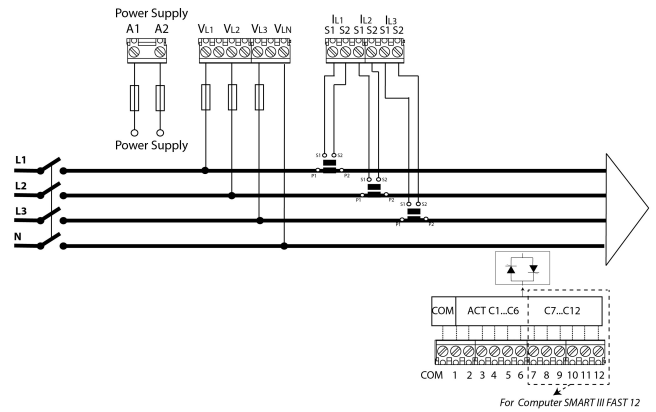 Power Supply
A1 A2
VL1 VL2 VL3 VLN
IL1 IL2 IL3
S1 S2 S1 S2 S1 S2
Power Supply
L1
S1 S2
P1 P2
L2
S1 S2
P1 P2
L3
S1 S2
P1 P2
N
COM ACT C1...C6 C7...C12
COM 1 2 3 4 5 6 7 8 9 10 11 12
For Computer SMART III FAST 12